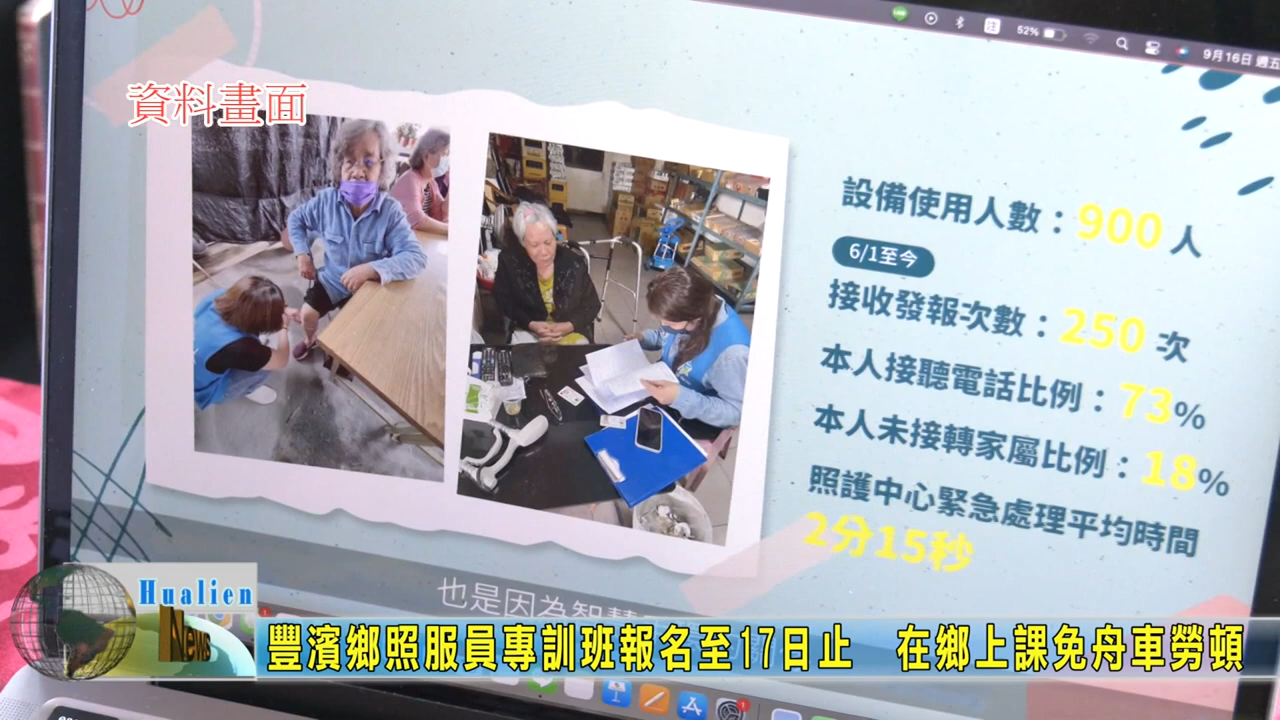 52%
9月16日 週五
資料畫面
設備使用人數：900人
6/1至今
接收發報次數：250次
本人接聽電話比例：73%
本人未接轉家屬比例：18%
照護中心緊急處理平均時間
2分15秒
也是因為智慧
Hualien
News
豐濱鄉照服員專訓班報名至17日止 在鄉上課免舟車勞頓